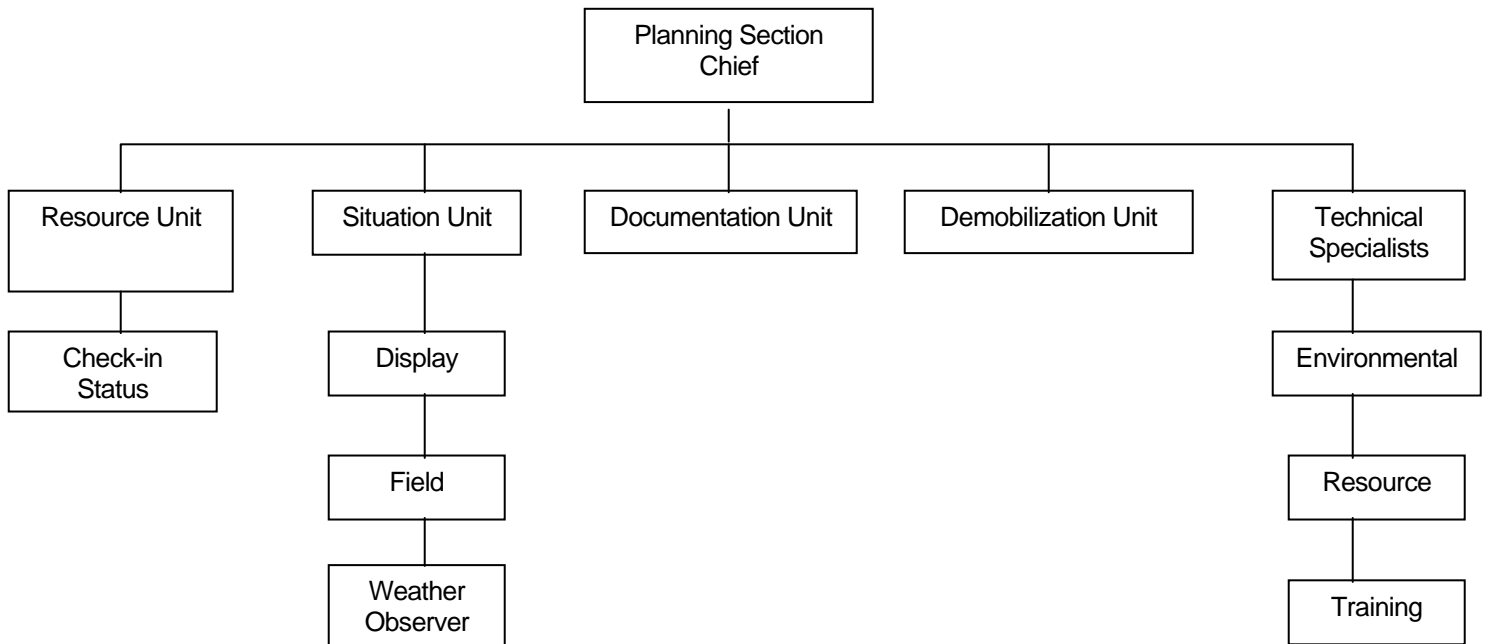 Planning Section
Chief
Resource Unit
Situation Unit
Documentation Unit
Demobilization Unit
Technical
Specialists
Check-in
Status
Display
Environmental
Field
Resource
Weather
Observer
Training